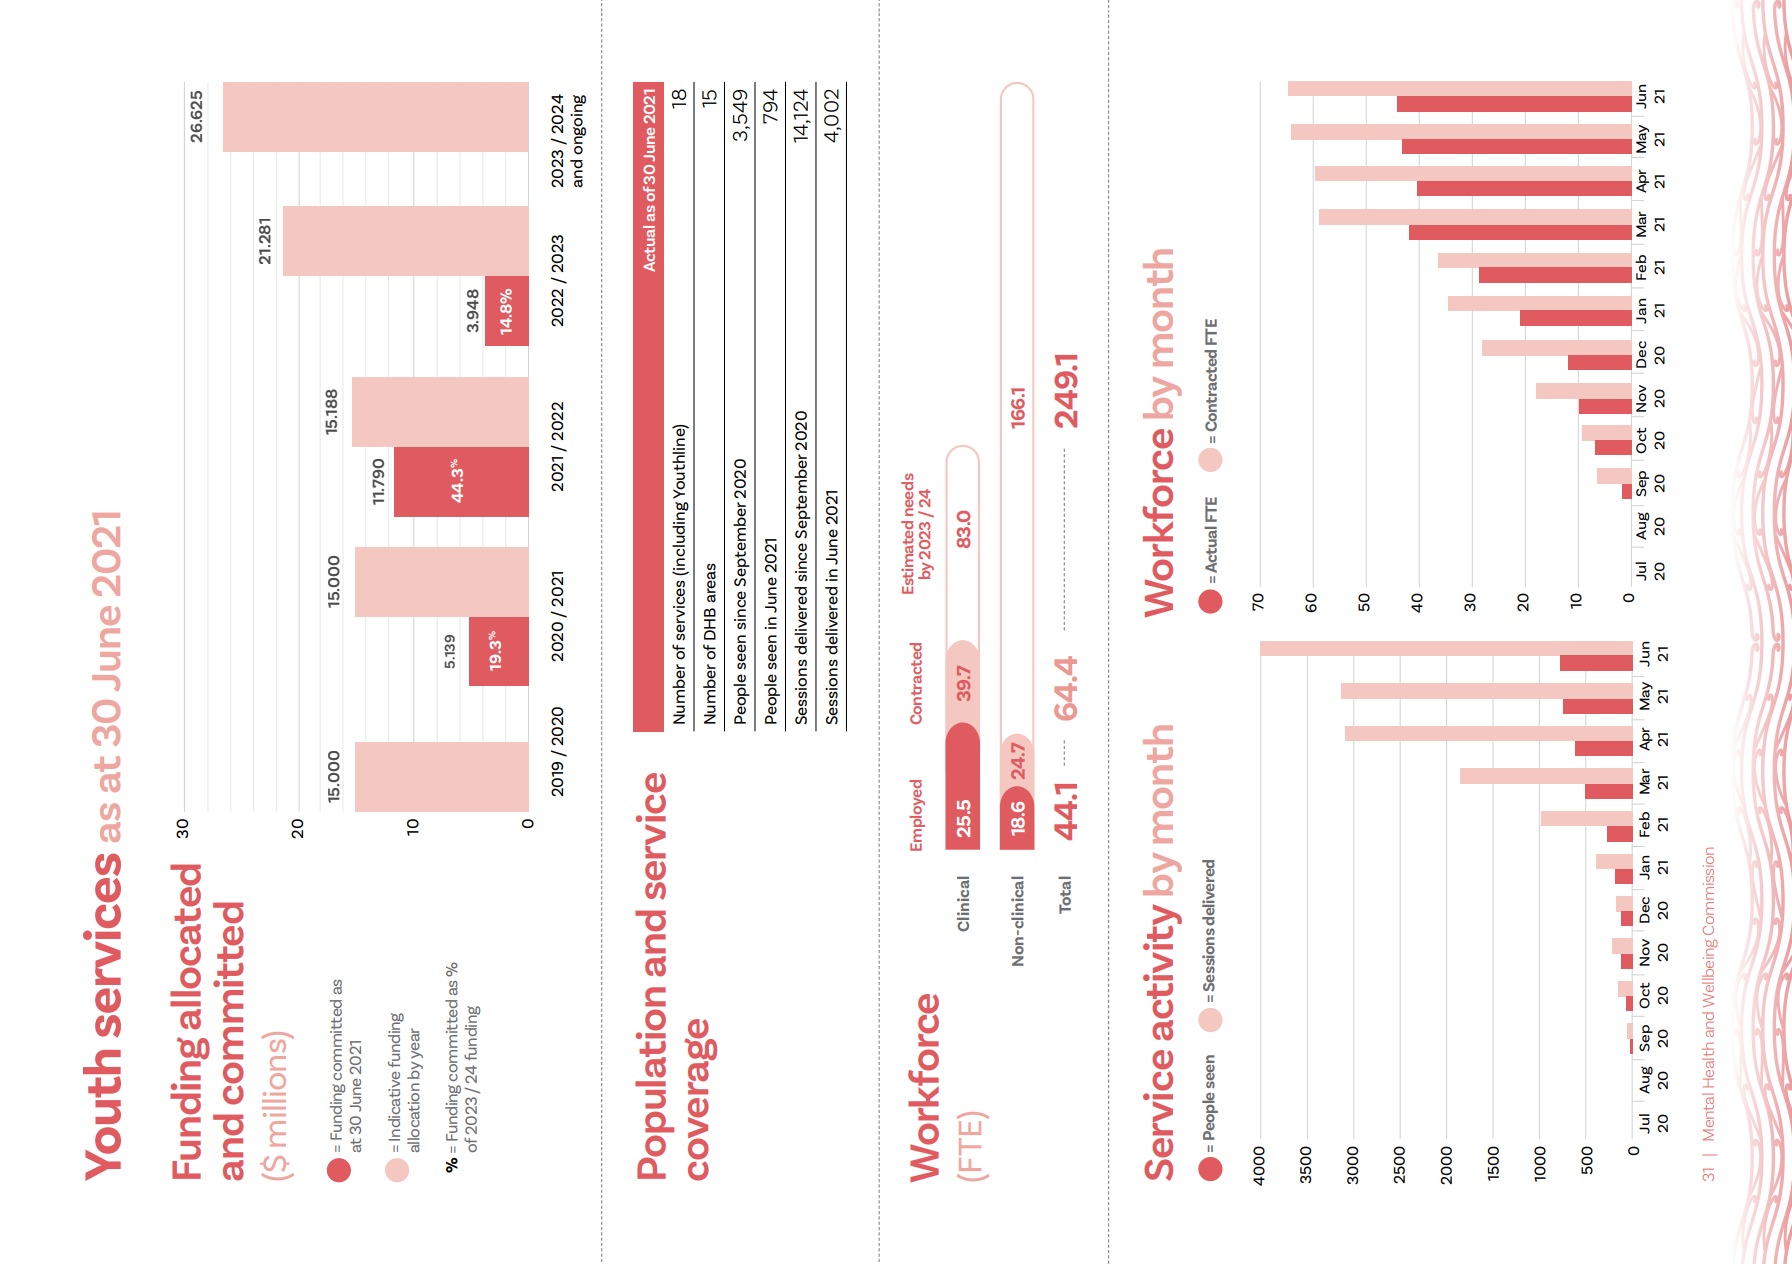 Youth services as at 30 June 2021
Funding allocated
and committed
($ millions)
= Funding committed as
at 30 June 2021
= Indicative funding
allocation by year
% = Funding committed as %
of 2023 / 24 funding
30
20
10
0
15.000
5.139
19.3%
15.000
11.790
44.3%
15.188
3.948
14.8%
21.281
26.625
2019 / 2020
2020 / 2021
2021 / 2022
2022 / 2023
2023 / 2024
and ongoing
Population and service
coverage
Actual as of 30 June 2021
Number of services (including Youthline) 18
Number of DHB areas 15
People seen since September 2020 3,549
People seen in June 2021 794
Sessions delivered since September 2020 14,124
Sessions delivered in June 2021 4,002
Workforce
(FTE)
Employed
Contracted
Estimated needs
by 2023 / 24
Clinical 25.5 39.7 83.0
Non-clinical 18.6 24.7 166.1
Total 44.1 64.4 249.1
Service activity by month
= People seen = Sessions delivered
4000
3500
3000
2500
2000
1500
1000
500
0
Jul Aug Sep Oct Nov Dec Jan Feb Mar Apr May Jun
20 20 20 20 20 20 21 21 21 21 21 21
Workforce by month
= Actual FTE = Contracted FTE
70
60
50
40
30
20
10
0
Jul Aug Sep Oct Nov Dec Jan Feb Mar Apr May Jun
20 20 20 20 20 20 21 21 21 21 21 21
31 | Mental Health and Wellbeing Commission